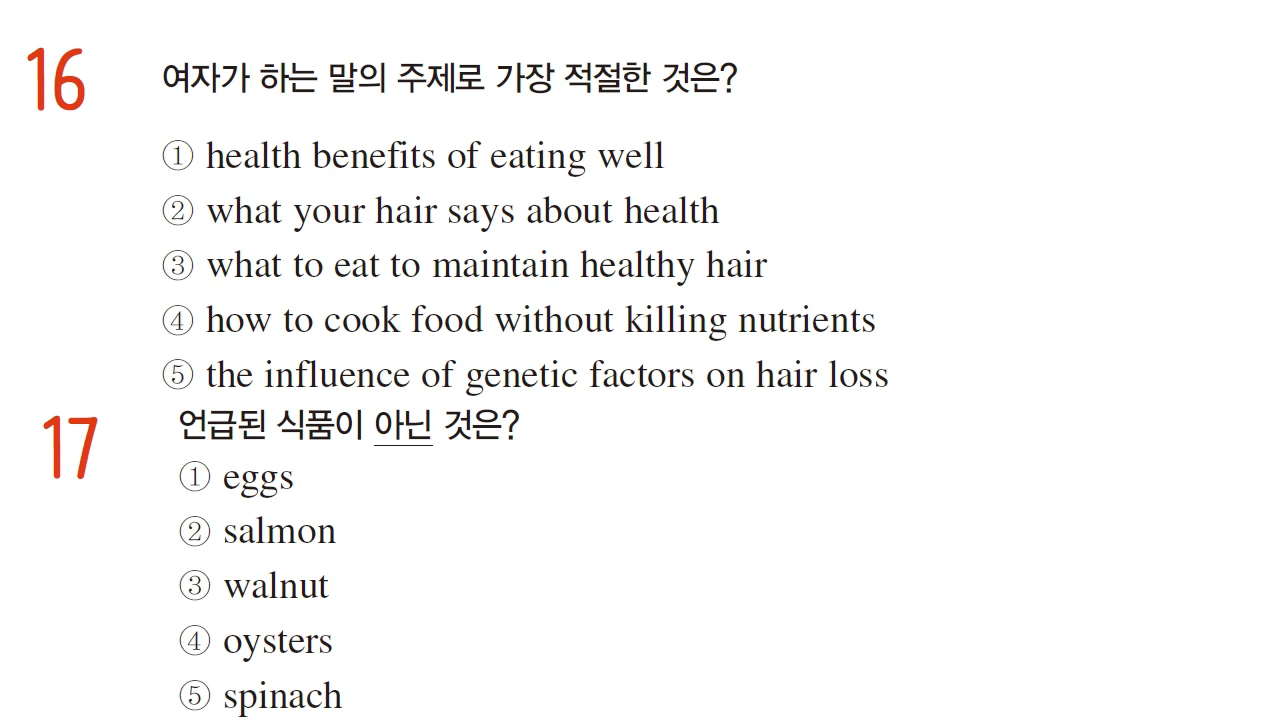 16 여자가 하는 말의 주제로 가장 적절한 것은?
① health benefits of eating well
② what your hair says about health
③ what to eat to maintain healthy hair
④ how to cook food without killing nutrients
⑤ the influence of genetic factors on hair loss
17 언급된 식품이 아닌 것은?
① eggs
② salmon
③ walnut
④ oysters
⑤ spinach